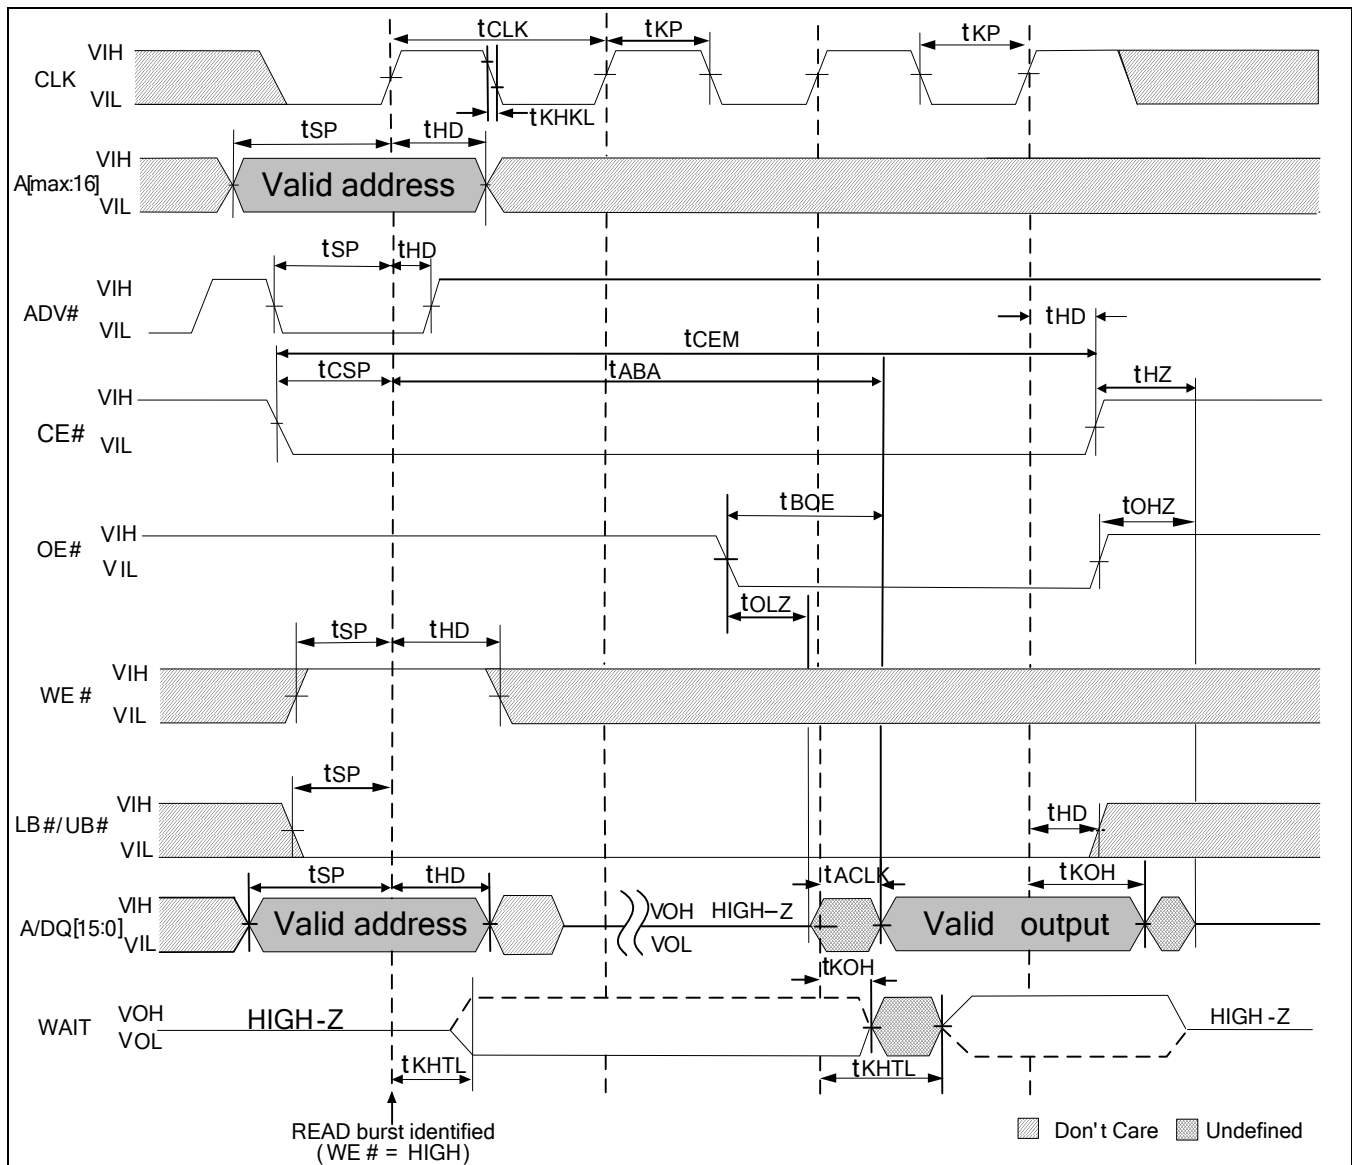 tCLK
tKP
tKP
VIH
CLK
VIL
tKHKL
tSP
tHD
VIH
A[max:16]
Valid address
VIL
tSP
tHD
VIH
ADV#
VIL
tHD
tCEM
tCSP
tABA
tHZ
VIH
CE#
VIL
tBOE
tOHZ
VIH
OE#
VIL
tOLZ
tSP
tHD
VIH
WE #
VIL
tSP
VIH
LB#/UB#
tHD
VIL
tSP
tHD
tACLK
tKOH
VIH
A/DQ[15:0]
Valid address
VOH
HIGH-Z
Valid output
VIL
VOL
tKOH
VOH
WAIT
HIGH-Z
HIGH-Z
VOL
tKHTL
tKHTL
READ burst identified
(WE # = HIGH)
Don't Care
Undefined